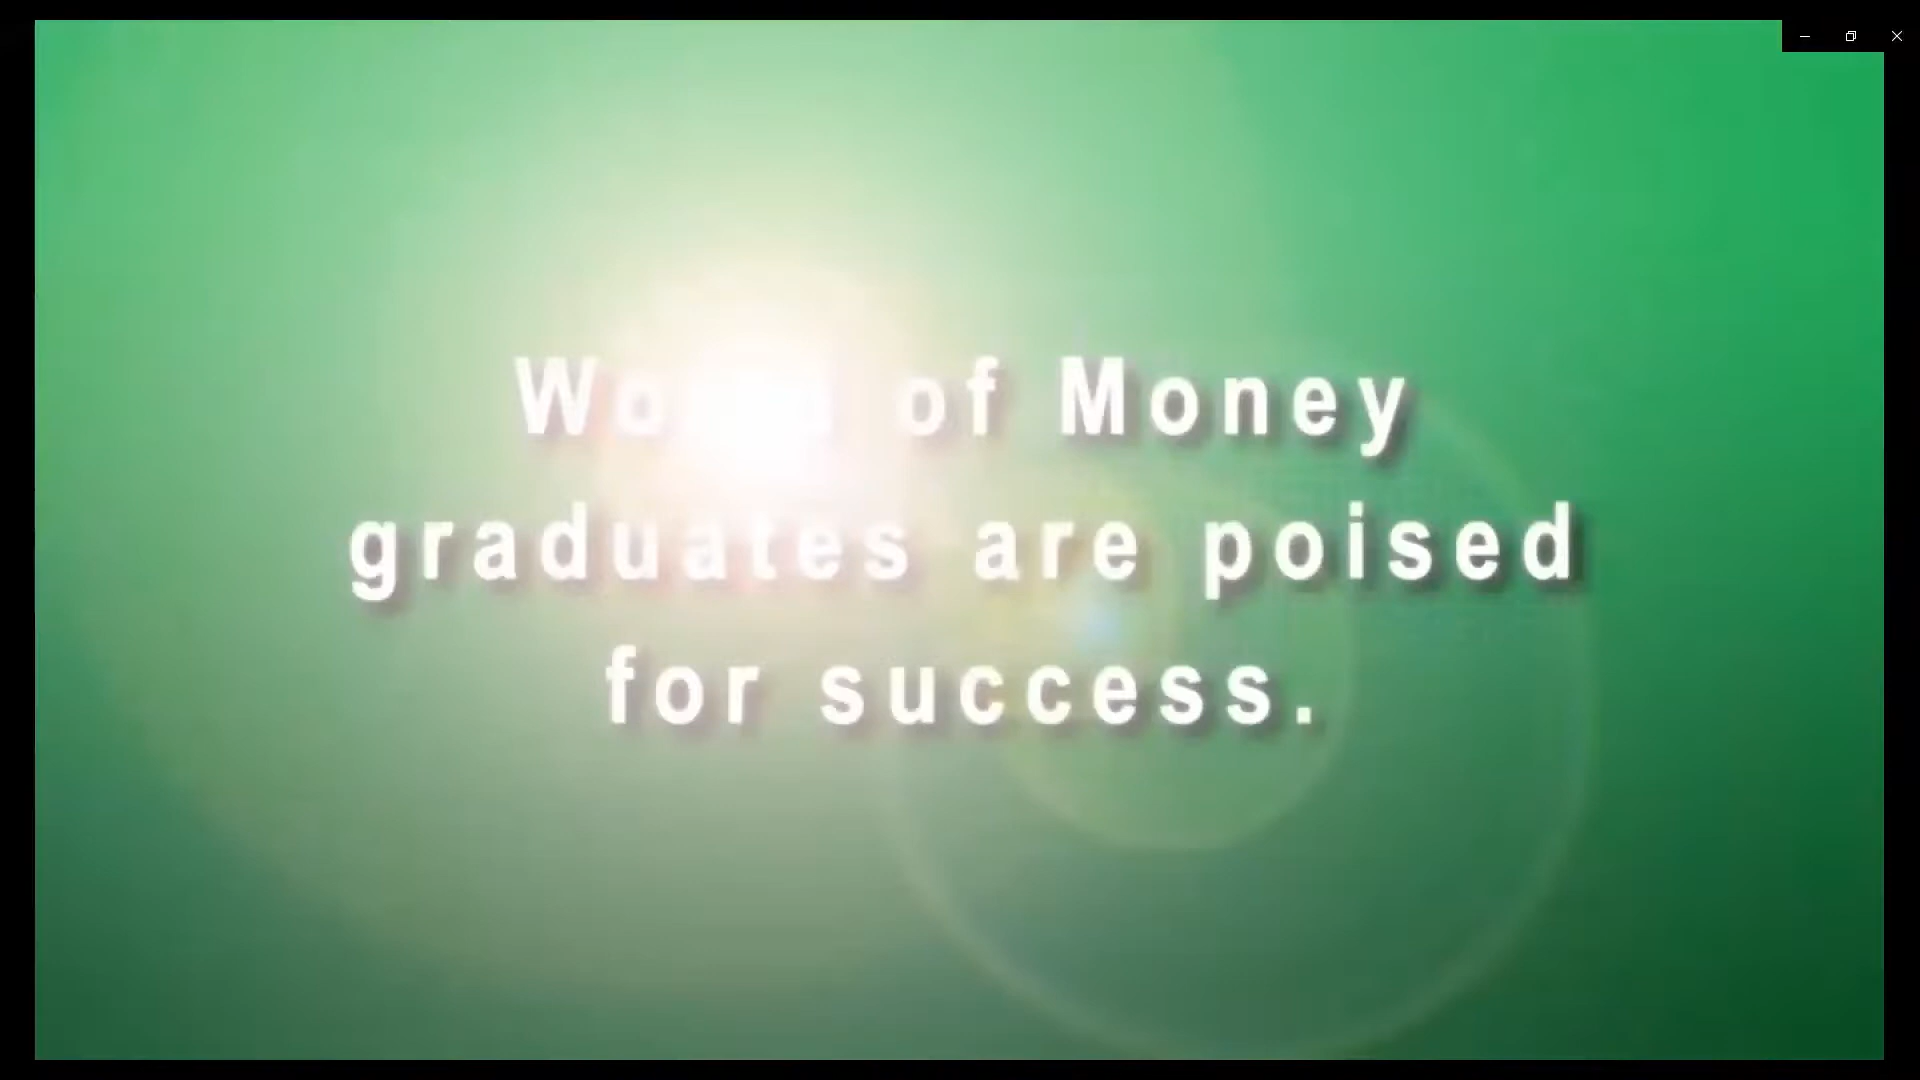 of Money
graduates are poised
for success.